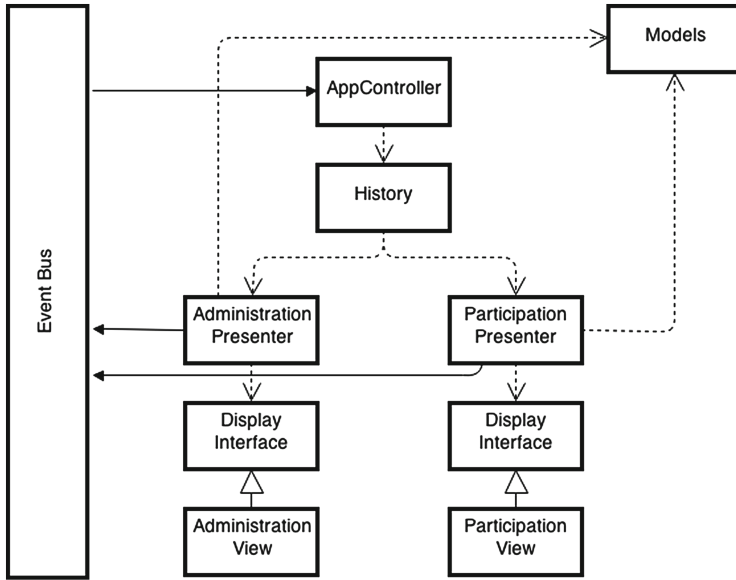 Models
AppController
History
Event Bus
Administration
Presenter
Participation
Presenter
Display
Interface
Display
Interface
Administration
View
Participation
View